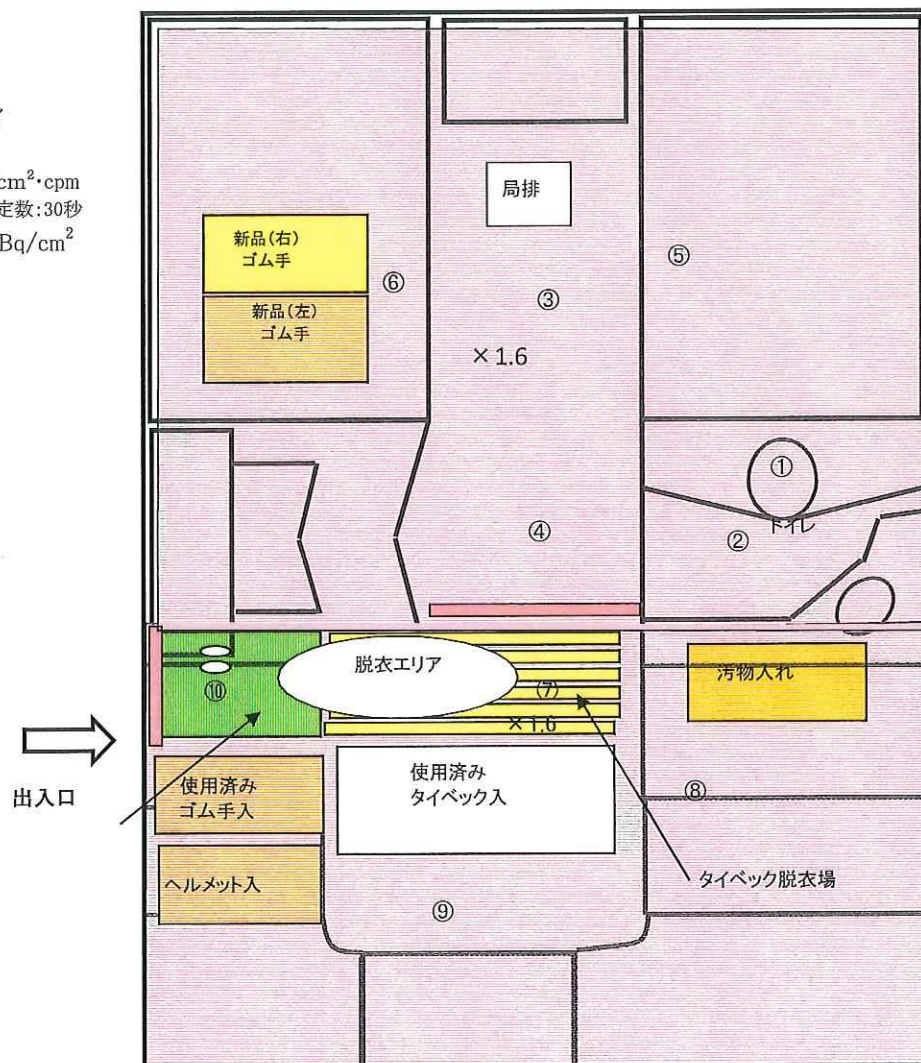 cm²・cpm
定数:30秒
Bq/cm²
局排
新品(右)
ゴム手
⑥
③
⑤
新品(左)
ゴム手
×1.6
①
④
②
トイレ
脱衣エリア
⑩
⑦
汚物入れ
×1.6
出入口
使用済み
ゴム手入
使用済み
タイベック入
⑧
ヘルメット入
タイベック脱衣場
⑨